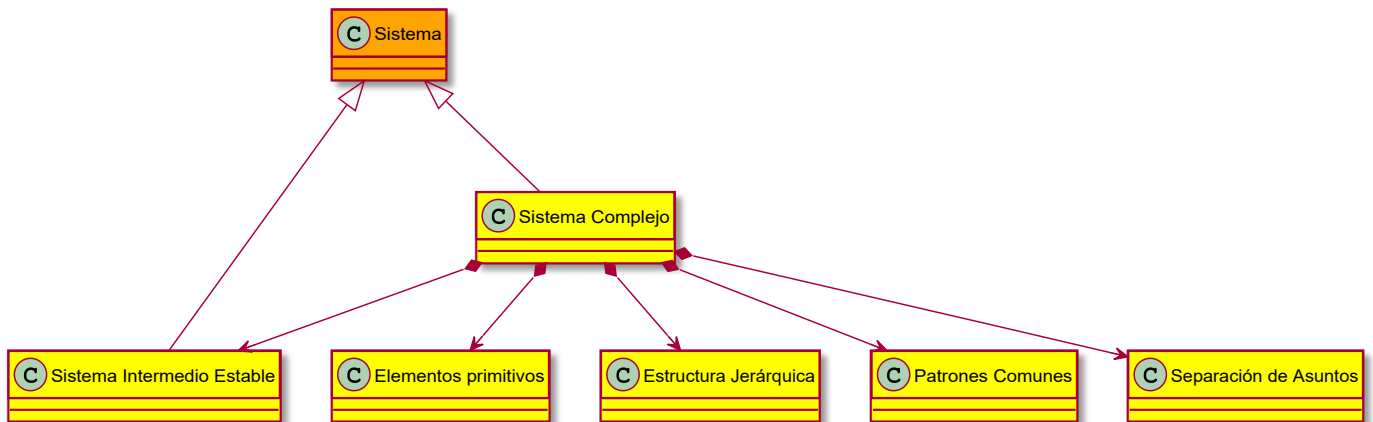 C Sistema
C Sistema Complejo
C Sistema Intermedio Estable
C Elementos primitivos
C Estructura Jerárquica
C Patrones Comunes
C Separación de Asuntos